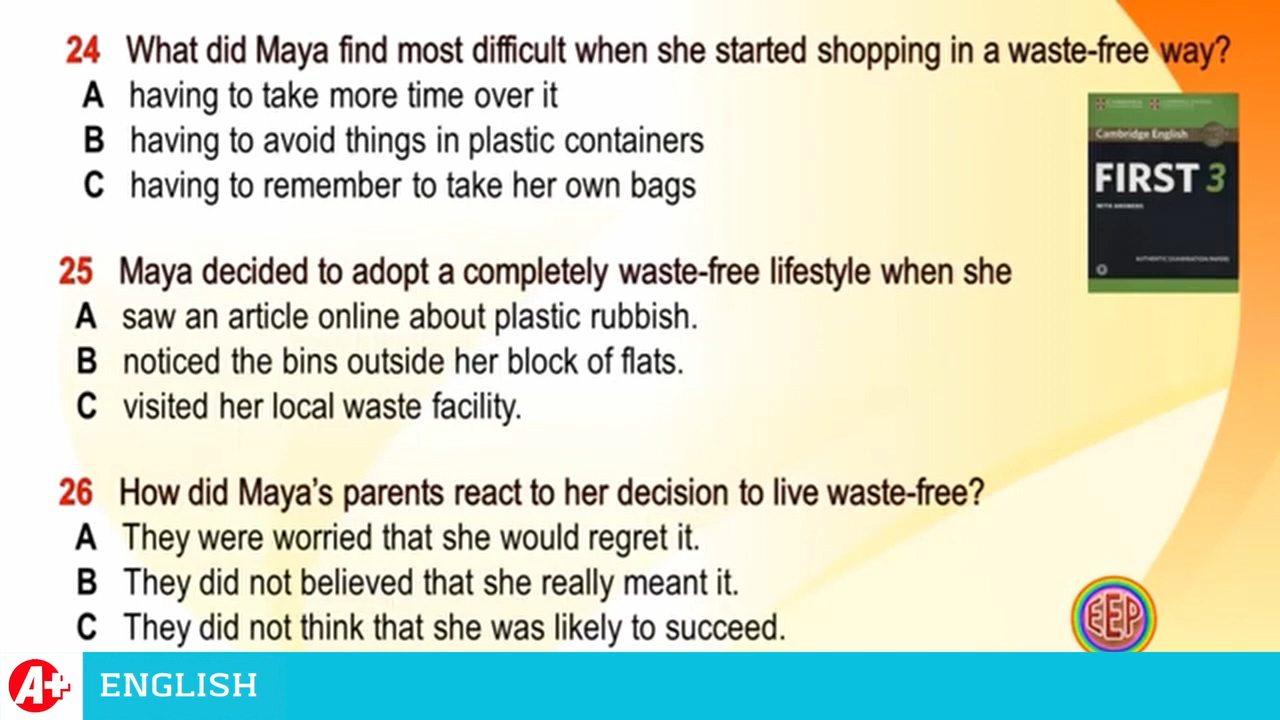 24 What did Maya find most difficult when she started shopping in a waste-free way?
A having to take more time over it
B having to avoid things in plastic containers
C having to remember to take her own bags
Cambridge English
FIRST 3
WITH ANSWERS
AUTHENTIC EXAMINATION PAPERS
25 Maya decided to adopt a completely waste-free lifestyle when she
A saw an article online about plastic rubbish.
B noticed the bins outside her block of flats.
C visited her local waste facility.
26 How did Maya's parents react to her decision to live waste-free?
A They were worried that she would regret it.
B They did not believed that she really meant it.
C They did not think that she was likely to succeed.
EEP
A+ ENGLISH